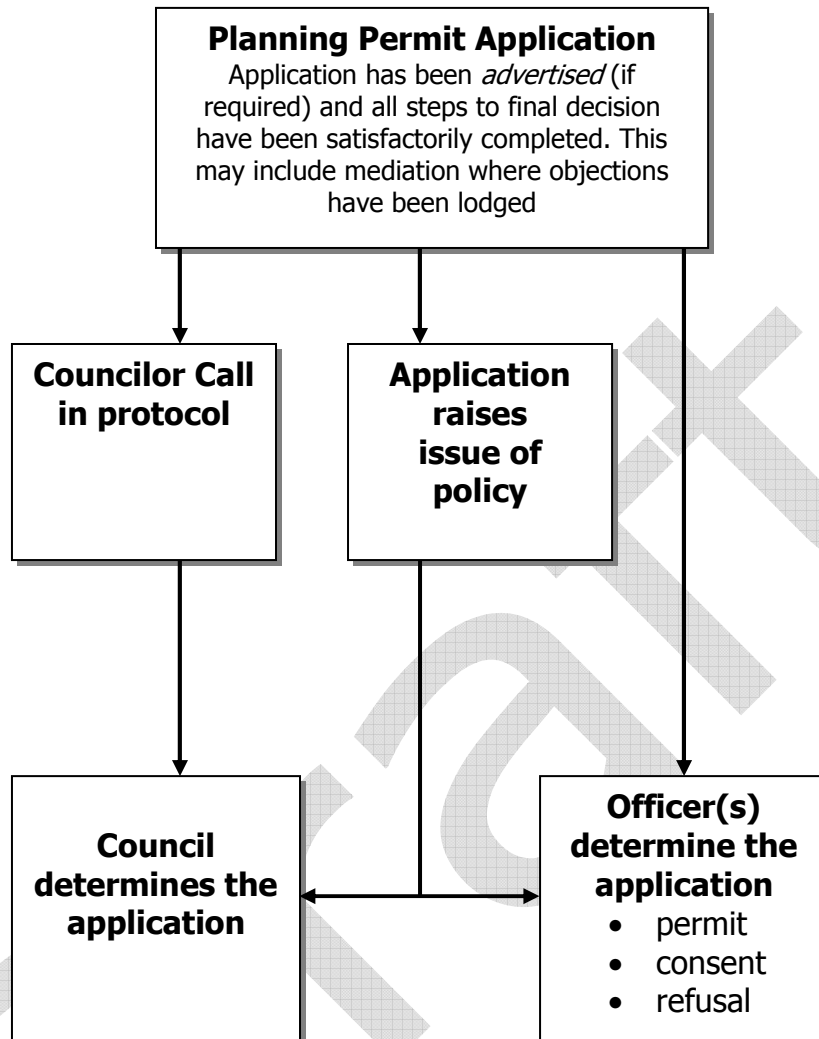 Planning Permit Application
Application has been advertised (if
required) and all steps to final decision
have been satisfactorily completed. This
may include mediation where objections
have been lodged
Councilor Call
in protocol
Application
raises
issue of
policy
Council
determines the
application
Officer(s)
determine the
application
• permit
• consent
• refusal